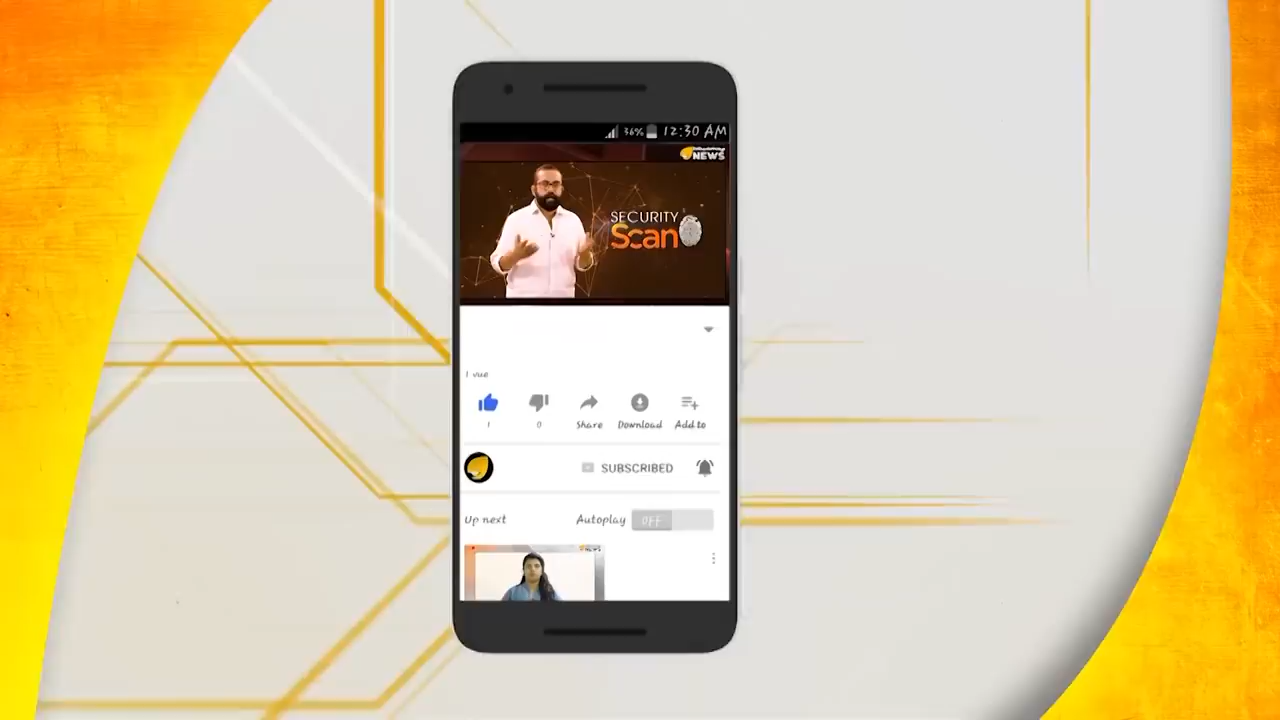 36% 12:30 AM
NEWS
SECURITY
Scan
1 vue
1 0 Share Download Add to
SUBSCRIBED
Up next Autoplay OFF